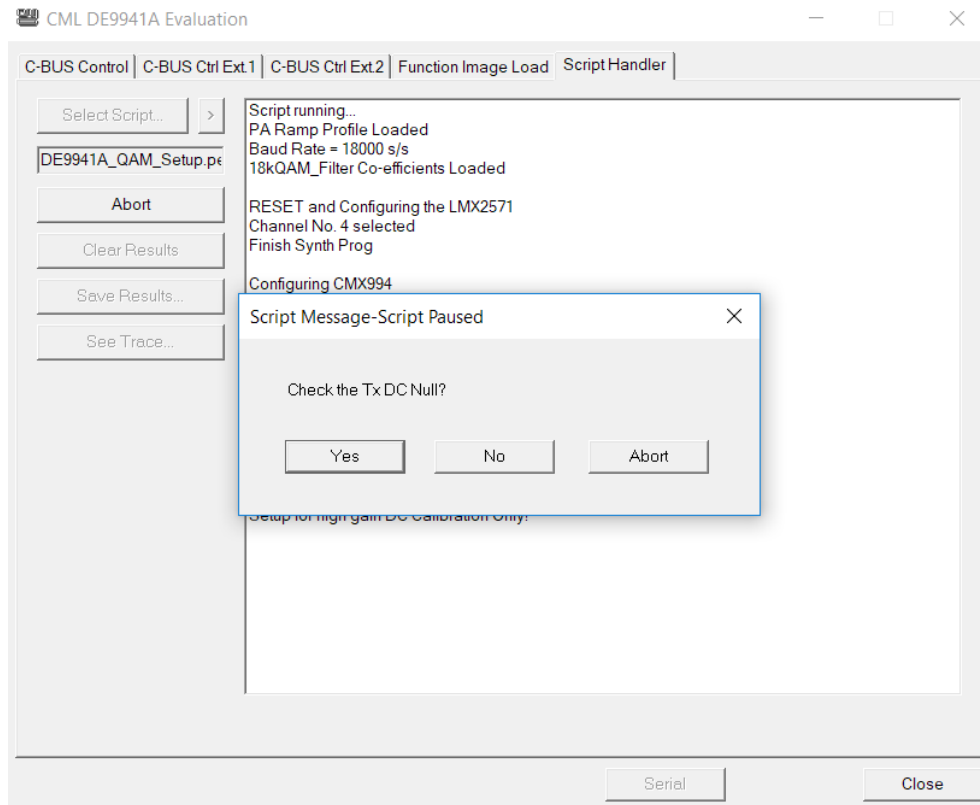 CML DE9941A Evaluation
C-BUS Control C-BUS Ctrl Ext.1 C-BUS Ctrl Ext.2 Function Image Load Script Handler
Select Script... >
DE9941A_QAM_Setup.pe
Abort
Clear Results
Save Results...
See Trace...
Script running...
PA Ramp Profile Loaded
Baud Rate = 18000 s/s
18kQAM_Filter Co-efficients Loaded
RESET and Configuring the LMX2571
Channel No. 4 selected
Finish Synth Prog
Configuring CMX994
Script Message-Script Paused
Check the Tx DC Null?
Yes No Abort
Setup for high gain DC Calibration Only!
Serial Close